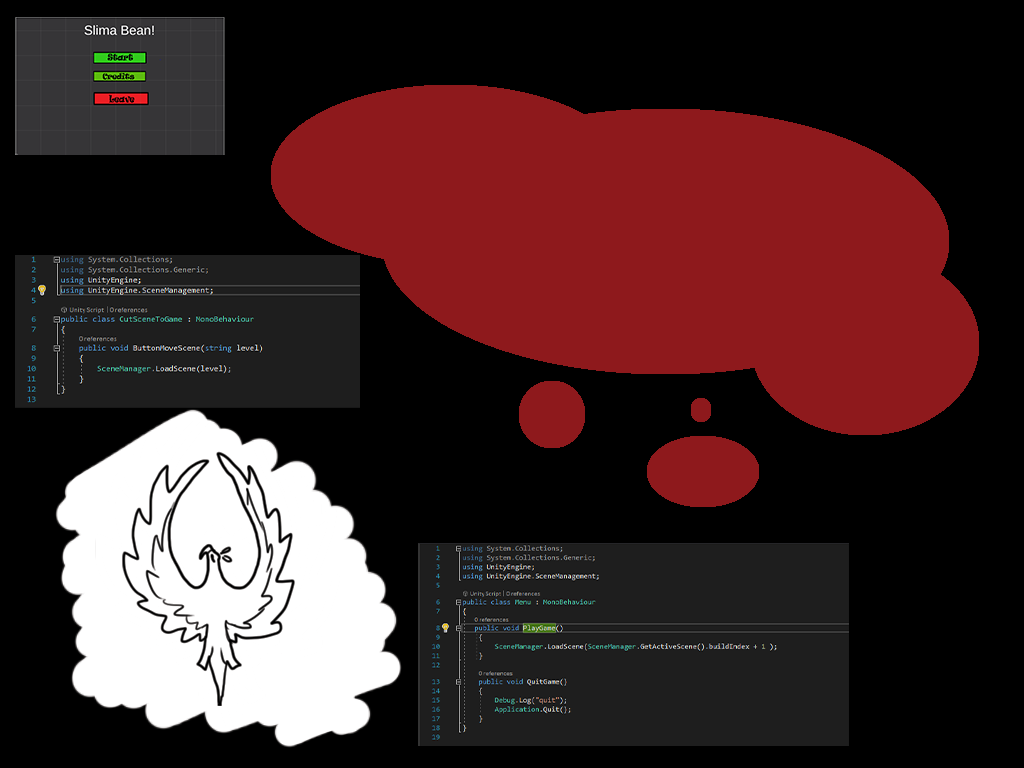 Slima Bean!
Start
Credits
Leave
1 using System.Collections;
2 using System.Collections.Generic;
3 using UnityEngine;
4 using UnityEngine.SceneManagement;
5
Unity Script | 0 references
6 public class CutSceneToGame : MonoBehaviour
7 {
0 references
8 public void ButtonMoveScene(string level)
9 {
10 SceneManager.LoadScene(level);
11 }
12 }
13
1 using System.Collections;
2 using System.Collections.Generic;
3 using UnityEngine;
4 using UnityEngine.SceneManagement;
5
Unity Script | 0 references
6 public class Menu : MonoBehaviour
7 {
0 references
8 public void PlayGame()
9 {
10 SceneManager.LoadScene(SceneManager.GetActiveScene().buildIndex + 1 );
11 }
12
0 references
13 public void QuitGame()
14 {
15 Debug.Log("quit");
16 Application.Quit();
17 }
18 }
19